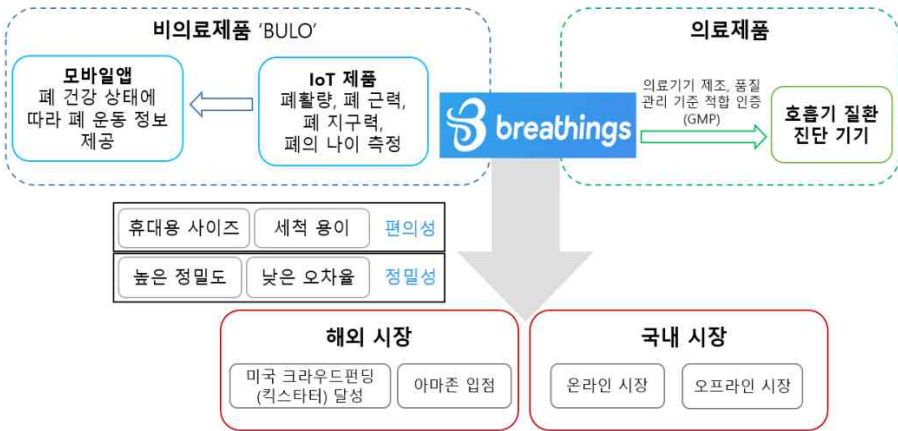 비의료제품 ‘BULO’
모바일앱
폐 건강 상태에
따라 폐 운동 정보
제공
IoT 제품
폐활량, 폐 근력,
폐 지구력,
폐의 나이 측정
breathings
의료제품
의료기기 제조, 품질
관리 기준 적합 인증
(GMP)
호흡기 질환
진단 기기
휴대용 사이즈 세척 용이 편의성
높은 정밀도 낮은 오차율 정밀성
해외 시장
미국 크라우드펀딩
(킥스타터) 달성
아마존 입점
국내 시장
온라인 시장
오프라인 시장